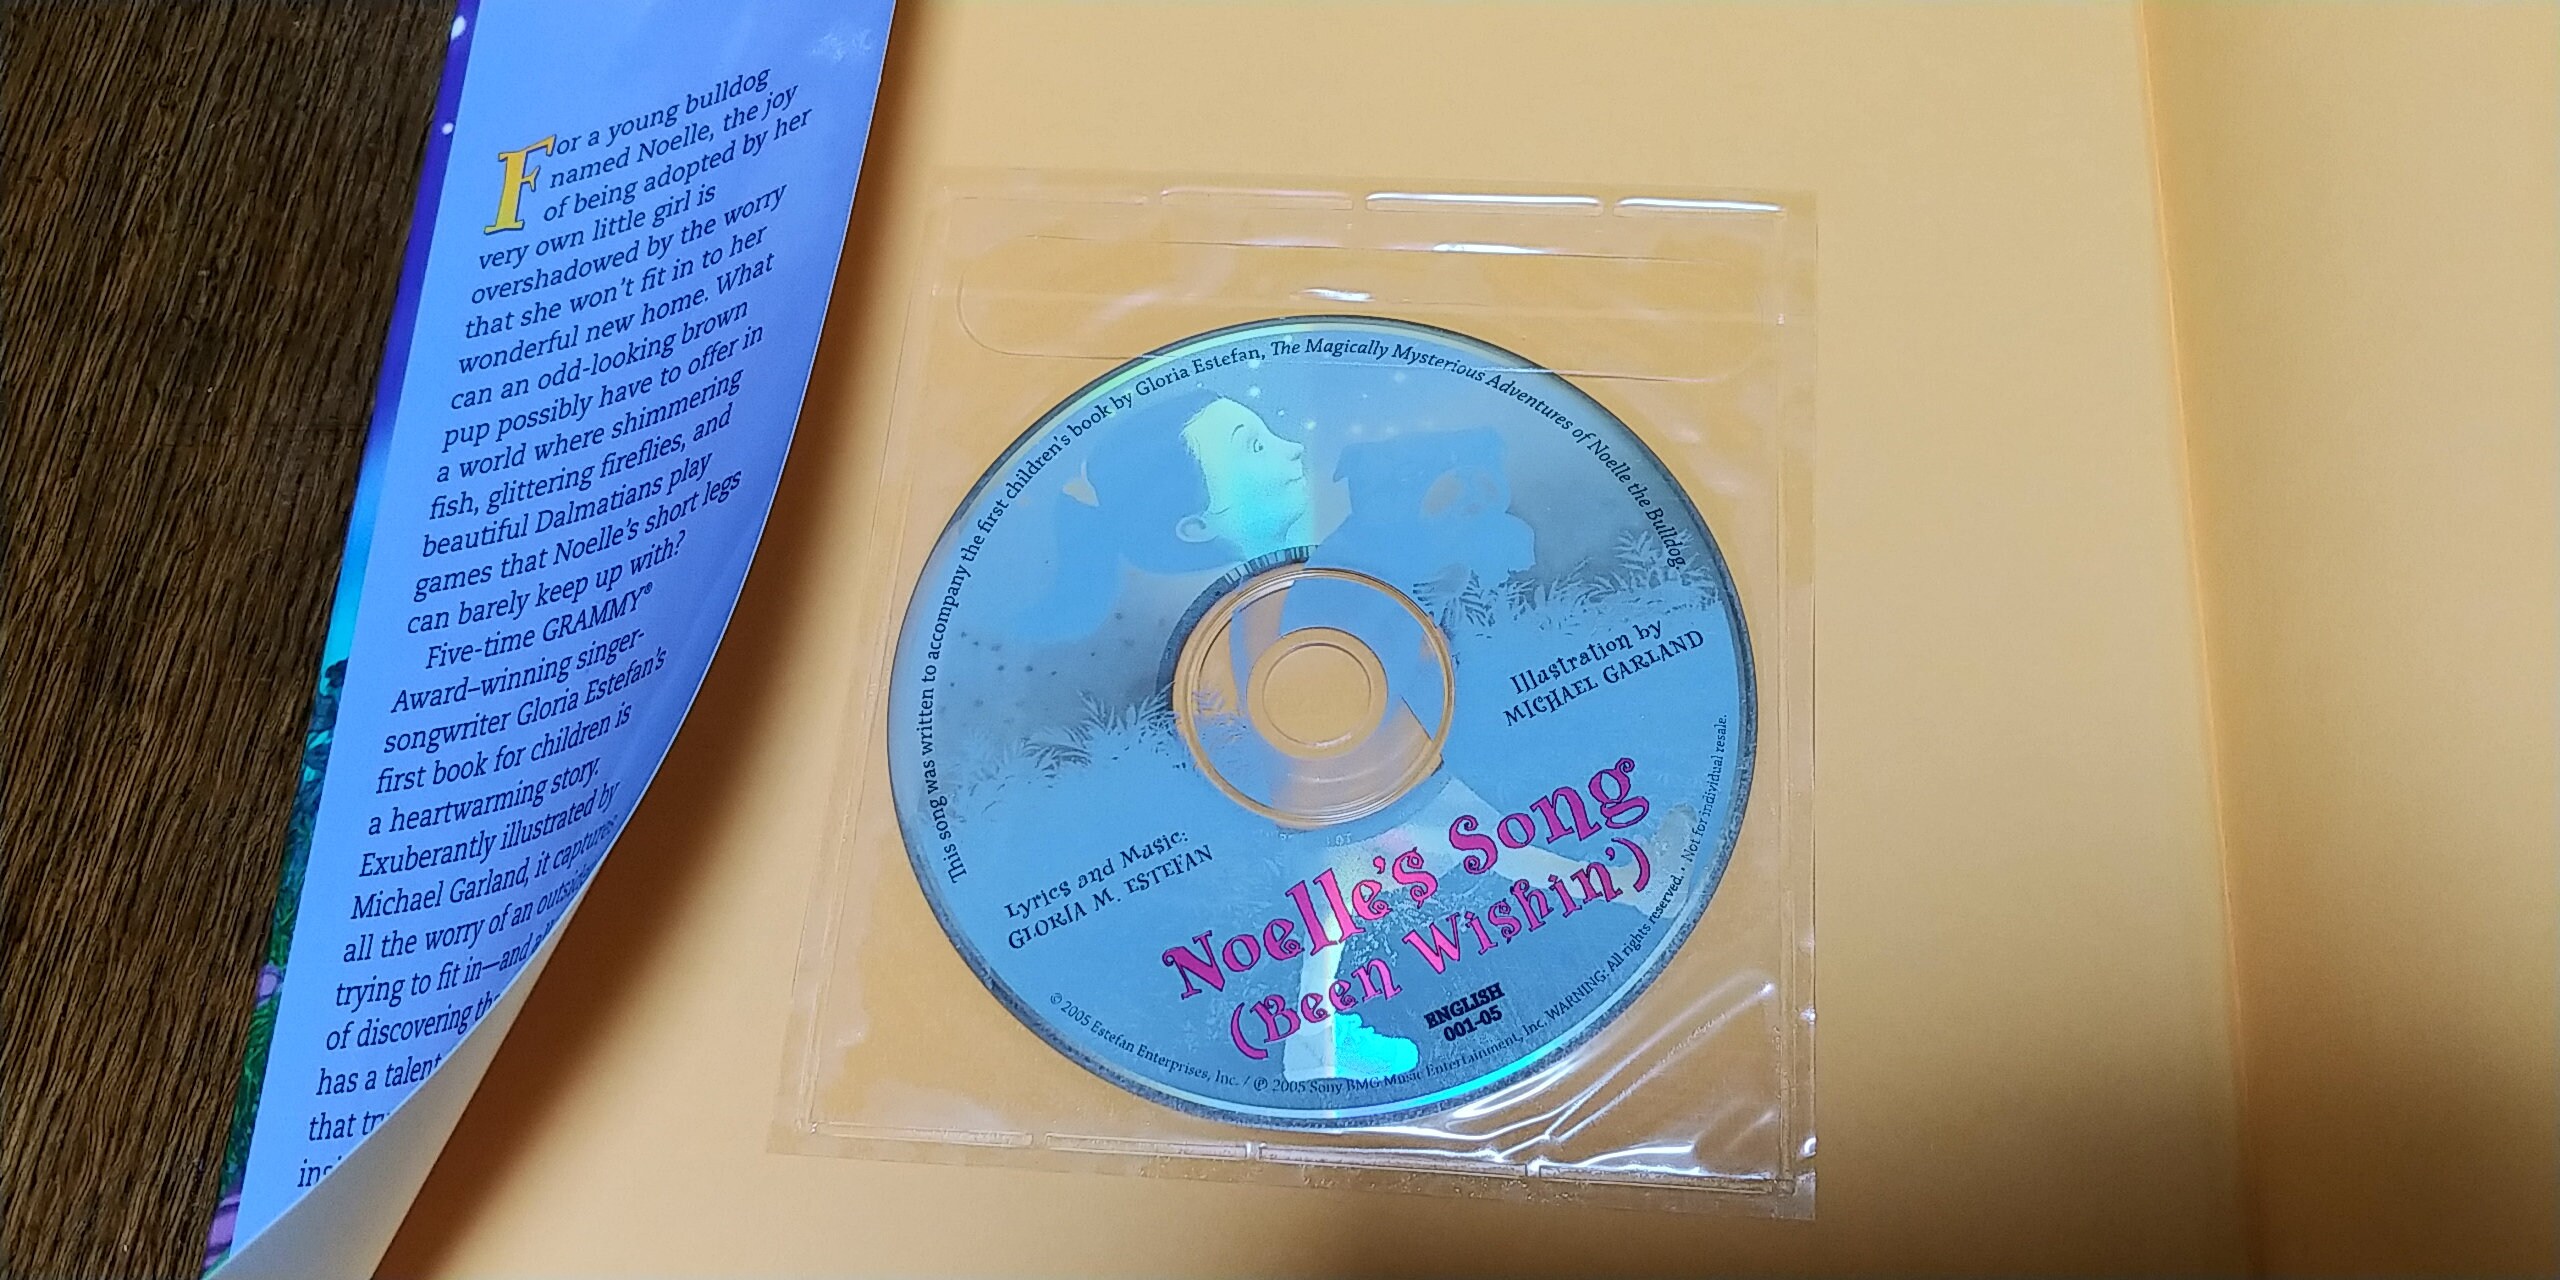 For a young bulldog
named Noelle, the joy
of being adopted by her
very own little girl is
overshadowed by the worry
that she won't fit in to her
wonderful new home. What
can an odd-looking brown
pup possibly have to offer in
a world where shimmering
fish, glittering fireflies, and
beautiful Dalmatians play
games that Noelle's short legs
can barely keep up with?
Five-time GRAMMY®
Award–winning singer-
songwriter Gloria Estefan's
first book for children is
a heartwarming story.
Exuberantly illustrated by
Michael Garland, it captures
all the worry of an
trying to fit in—and
of discovering
has a talent
that
This song was written to accompany the first children's book by Gloria Estefan, The Magically Mysterious Adventures of Noelle the Bulldog.
Illustration by
MICHAEL GARLAND
Lyrics and Music:
GLORIA M. ESTEFAN
Noelle's Song
(Been Wishin')
ENGLISH
001-05
© 2005 Estefan Enterprises, Inc. / ℗ 2005 Sony BMG Music Entertainment, Inc. WARNING: All rights reserved. . Not for individual resale.